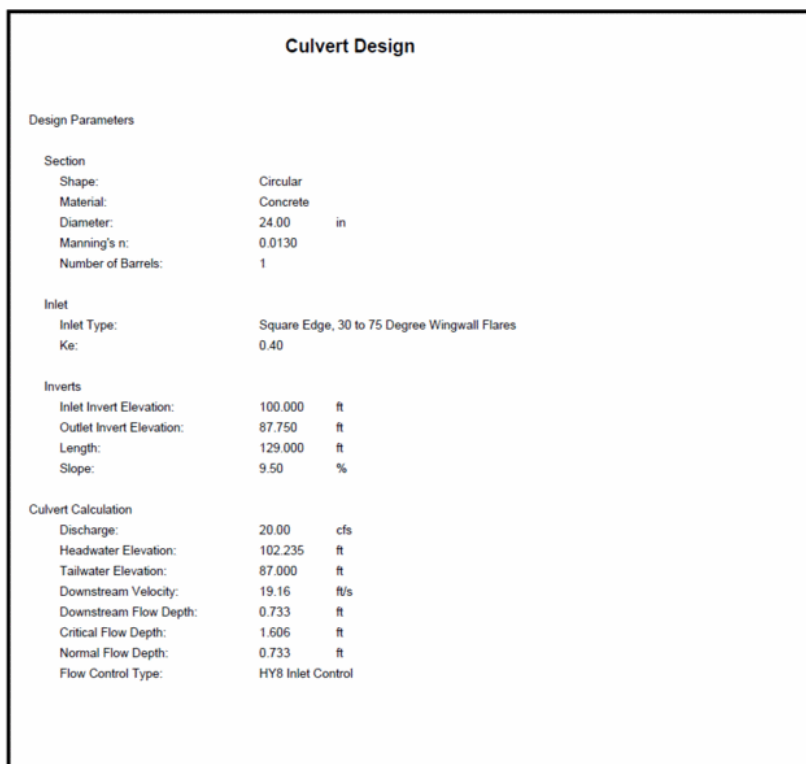 Culvert Design
Design Parameters
Section
Shape: Circular
Material: Concrete
Diameter: 24.00 in
Manning's n: 0.0130
Number of Barrels: 1
Inlet
Inlet Type: Square Edge, 30 to 75 Degree Wingwall Flares
Ke: 0.40
Inverts
Inlet Invert Elevation: 100.000 ft
Outlet Invert Elevation: 87.750 ft
Length: 129.000 ft
Slope: 9.50 %
Culvert Calculation
Discharge: 20.00 cfs
Headwater Elevation: 102.235 ft
Tailwater Elevation: 87.000 ft
Downstream Velocity: 19.16 ft/s
Downstream Flow Depth: 0.733 ft
Critical Flow Depth: 1.606 ft
Normal Flow Depth: 0.733 ft
Flow Control Type: HY8 Inlet Control